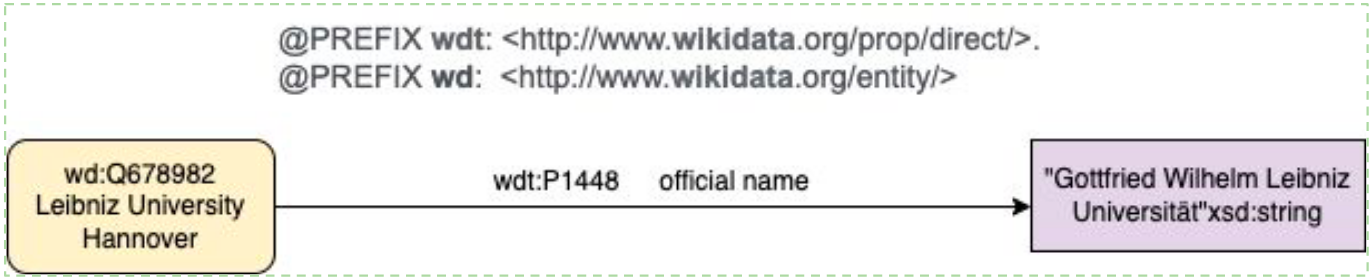 @PREFIX wdt: <http://www.wikidata.org/prop/direct/>.
@PREFIX wd: <http://www.wikidata.org/entity/>
wd:Q678982
Leibniz University
Hannover
wdt:P1448 official name
"Gottfried Wilhelm Leibniz
Universität"xsd:string